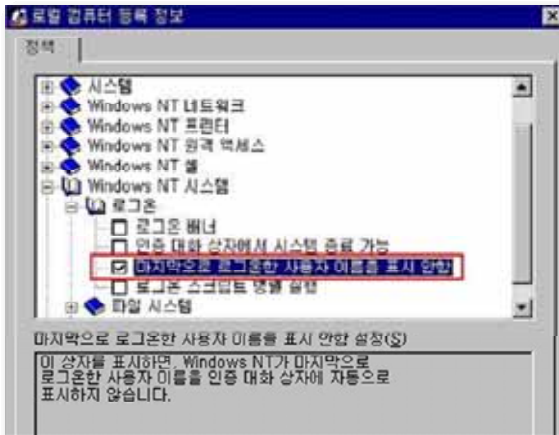 로컬 컴퓨터 등록 정보
정책
시스템
Windows NT 네트워크
Windows NT 프린터
Windows NT 원격 액세스
Windows NT 셸
Windows NT 시스템
로그온
로그온 배너
인증 대화 상자에서 시스템 종료 가능
마지막으로 로그온한 사용자 이름을 표시 안함
로그온 스크립트 병렬 실행
파일 시스템
마지막으로 로그온한 사용자 이름을 표시 안함 설정(S)
이 상자를 표시하면, Windows NT가 마지막으로
로그온한 사용자 이름을 인증 대화 상자에 자동으로
표시하지 않습니다.